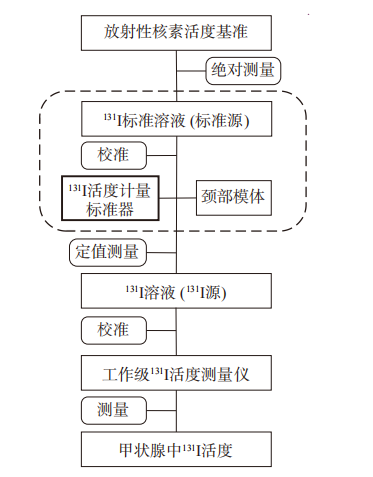 放射性核素活度基准
绝对测量
¹³¹I标准溶液 (标准源)
校准
¹³¹I活度计量
标准器
颈部模体
定值测量
¹³¹I溶液 (¹³¹I源)
校准
工作级¹³¹I活度测量仪
测量
甲状腺中¹³¹I活度